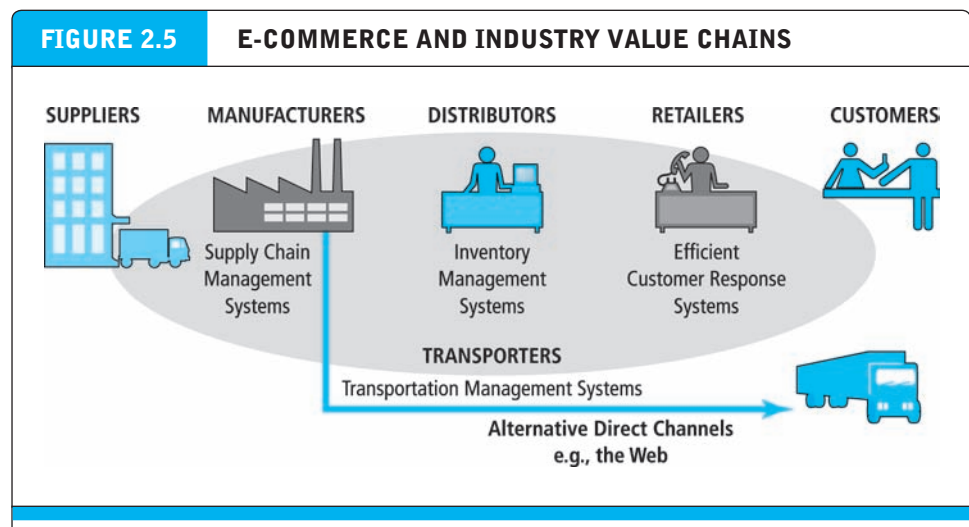 FIGURE 2.5 E-COMMERCE AND INDUSTRY VALUE CHAINS
SUPPLIERS MANUFACTURERS DISTRIBUTORS RETAILERS CUSTOMERS
Supply Chain
Management
Systems
Inventory
Management
Systems
Efficient
Customer Response
Systems
TRANSPORTERS
Transportation Management Systems
Alternative Direct Channels
e.g., the Web